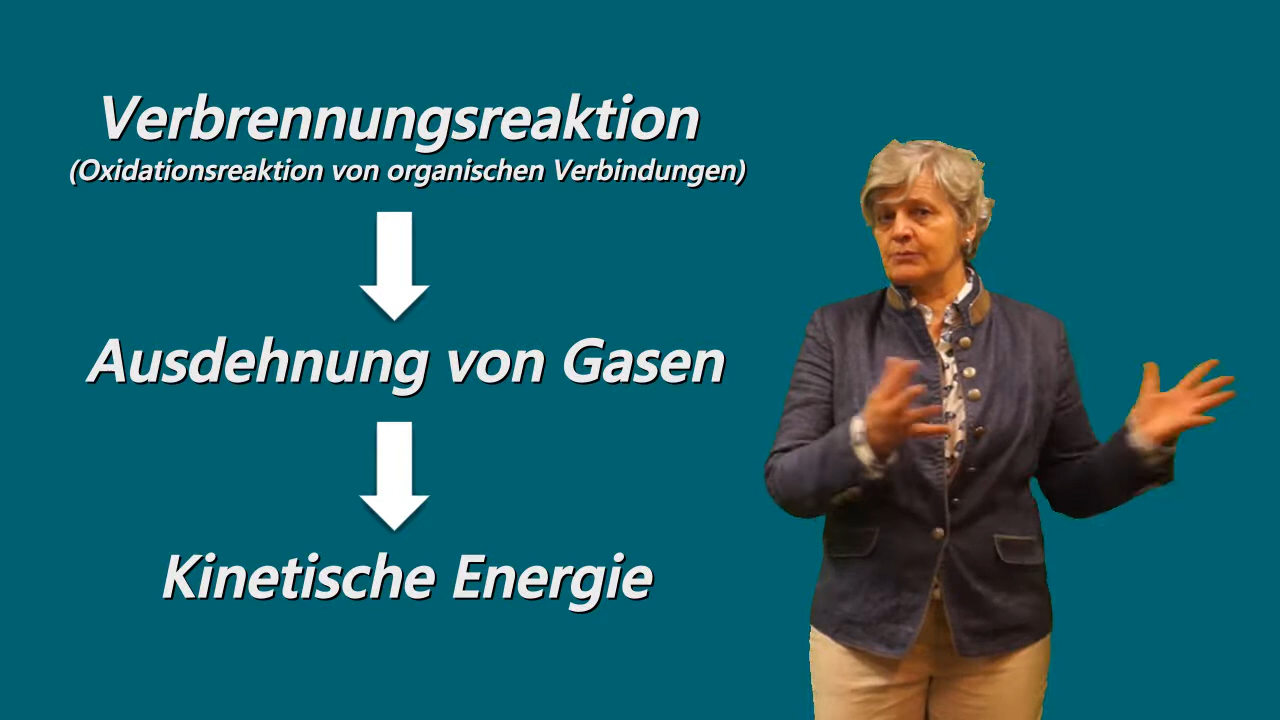 Verbrennungsreaktion
(Oxidationsreaktion von organischen Verbindungen)
Ausdehnung von Gasen
Kinetische Energie